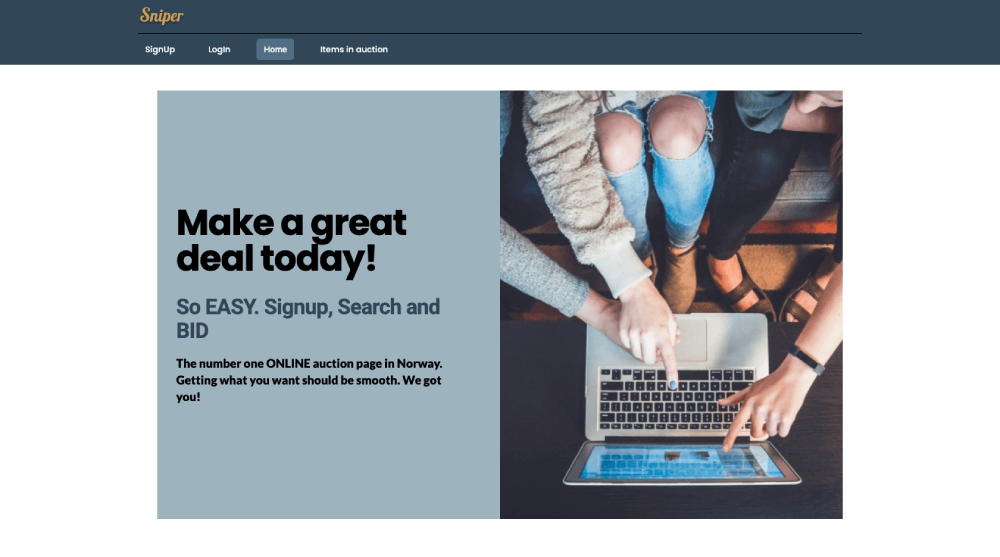 Sniper
SignUp LogIn Home Items in auction
Make a great
deal today!
So EASY. Signup, Search and
BID
The number one ONLINE auction page in Norway.
Getting what you want should be smooth. We got
you!